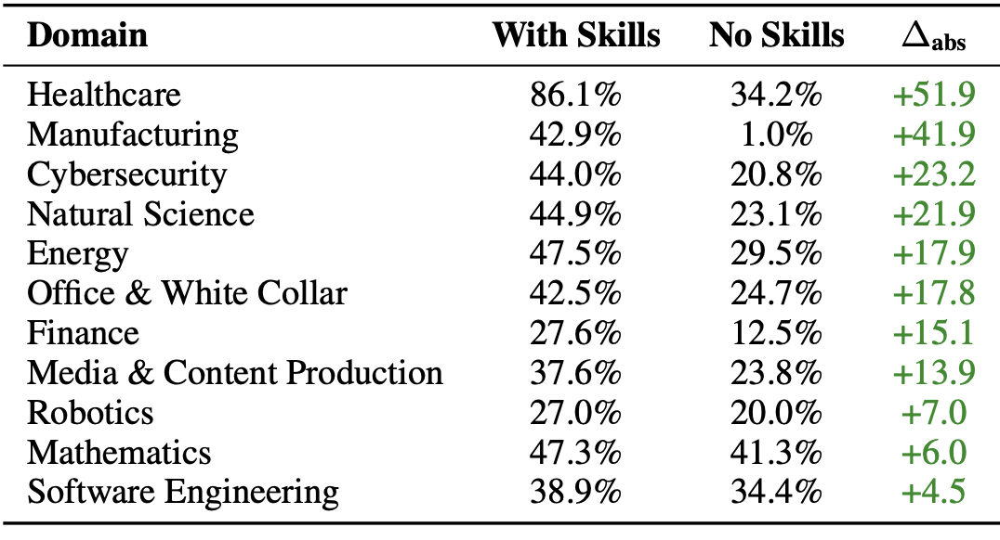 Domain With Skills No Skills Δabs
Healthcare 86.1% 34.2% +51.9
Manufacturing 42.9% 1.0% +41.9
Cybersecurity 44.0% 20.8% +23.2
Natural Science 44.9% 23.1% +21.9
Energy 47.5% 29.5% +17.9
Office & White Collar 42.5% 24.7% +17.8
Finance 27.6% 12.5% +15.1
Media & Content Production 37.6% 23.8% +13.9
Robotics 27.0% 20.0% +7.0
Mathematics 47.3% 41.3% +6.0
Software Engineering 38.9% 34.4% +4.5